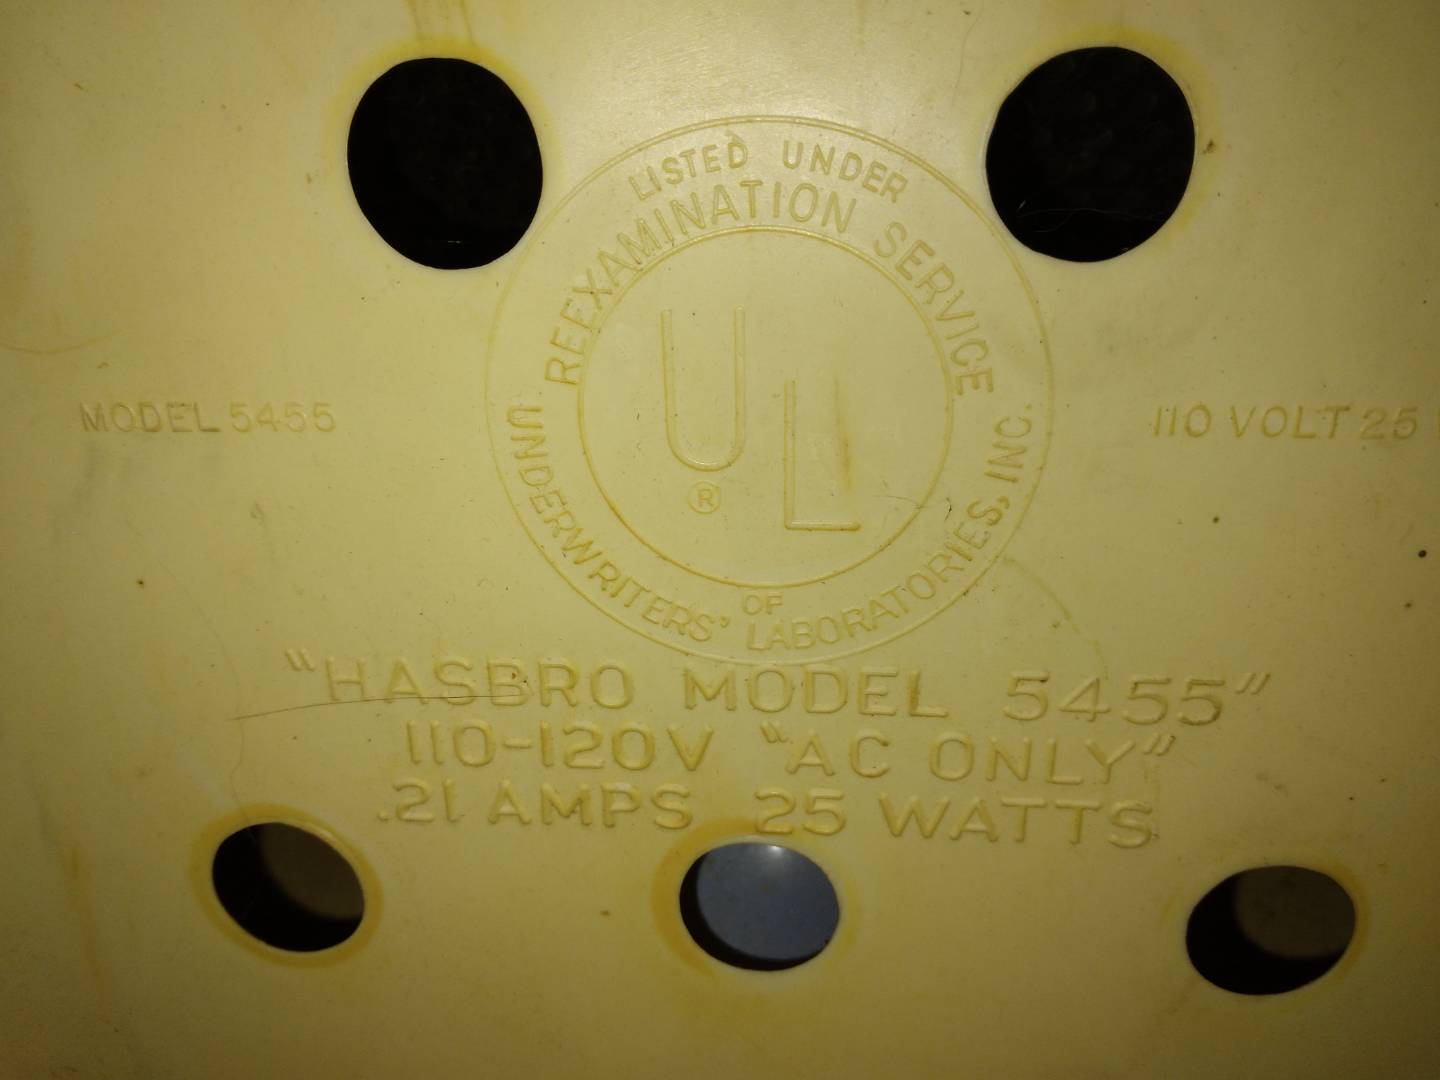 LISTED UNDER
REEXAMINATION SERVICE
UL
®
OF
UNDERWRITERS' LABORATORIES, INC.
MODEL 5455
110 VOLT 25
"HASBRO MODEL 5455"
110-120V "AC ONLY"
.21 AMPS 25 WATTS